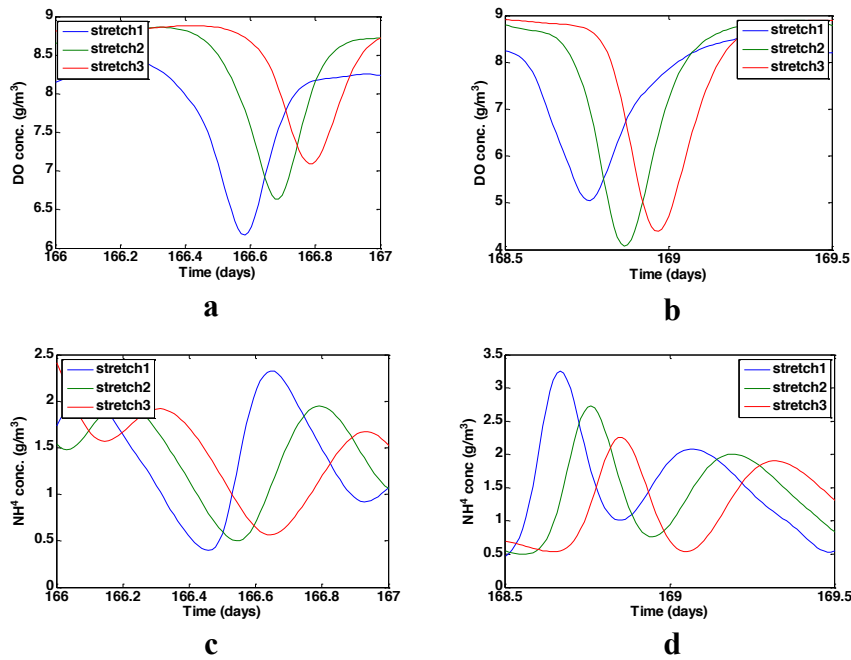 9
8.5
8
7.5
7
6.5
6
DO conc. (g/m³)
stretch1
stretch2
stretch3
166 166.2 166.4 166.6 166.8 167
Time (days)
a
9
8
7
6
5
4
DO conc. (g/m³)
stretch1
stretch2
stretch3
168.5 169 169.5
Time (days)
b
2.5
2
1.5
1
0.5
0
NH⁴ conc. (g/m³)
stretch1
stretch2
stretch3
166 166.2 166.4 166.6 166.8 167
Time (days)
c
3.5
3
2.5
2
1.5
1
0.5
0
NH⁴ conc (g/m³)
stretch1
stretch2
stretch3
168.5 169 169.5
Time (days)
d